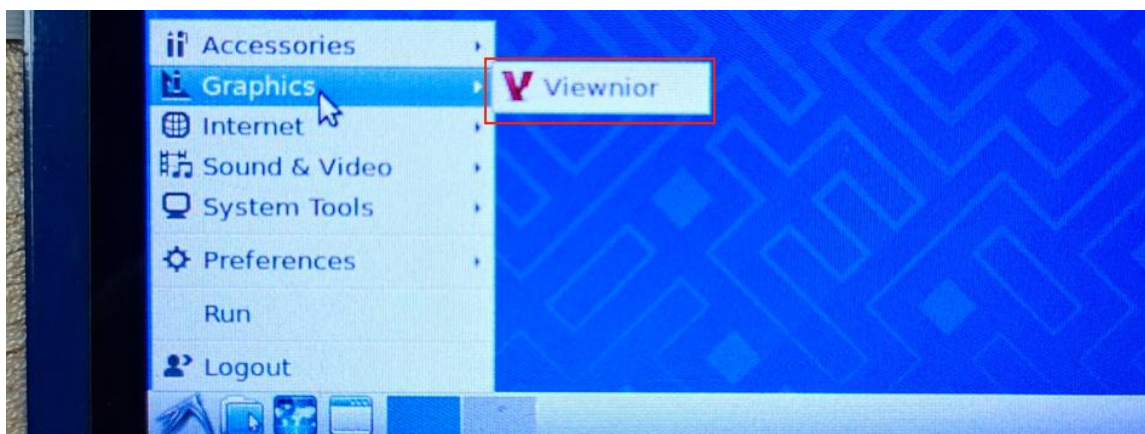 Accessories
Graphics
Viewnior
Internet
Sound & Video
System Tools
Preferences
Run
Logout